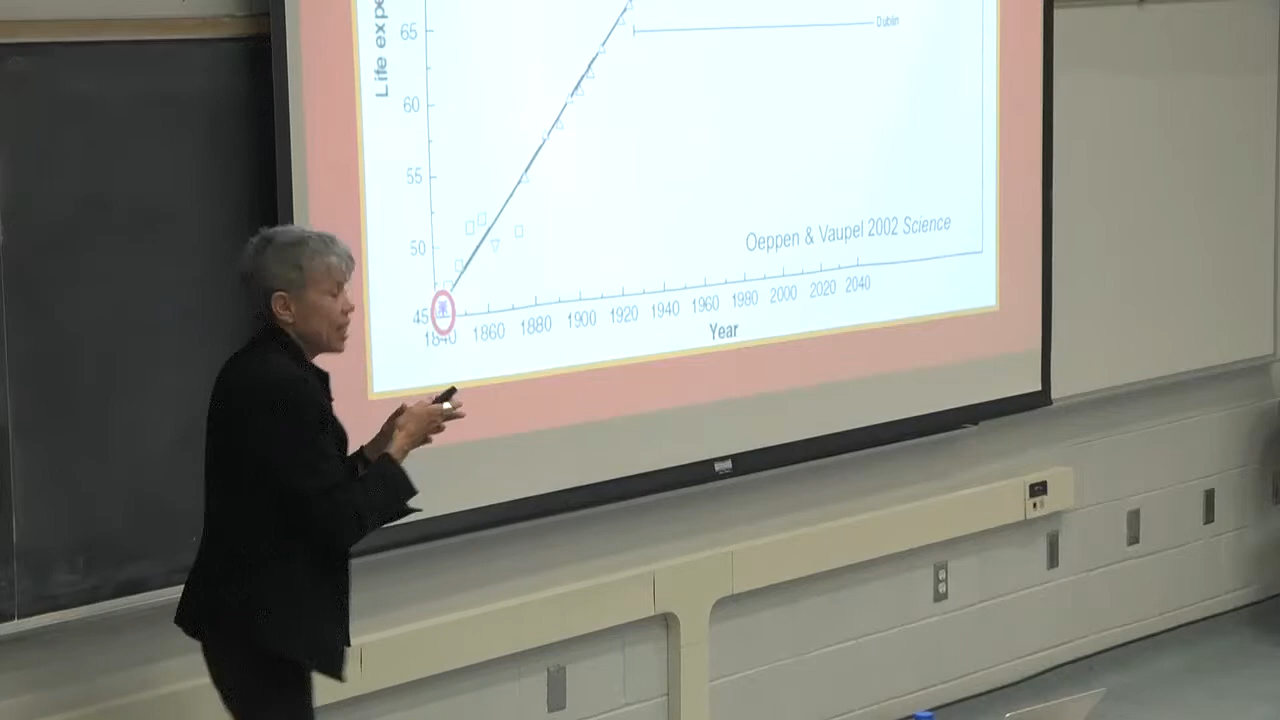 Life expe
65
Dublin
60
55
50
Oeppen & Vaupel 2002 Science
45
1840 1860 1880 1900 1920 1940 1960 1980 2000 2020 2040
Year